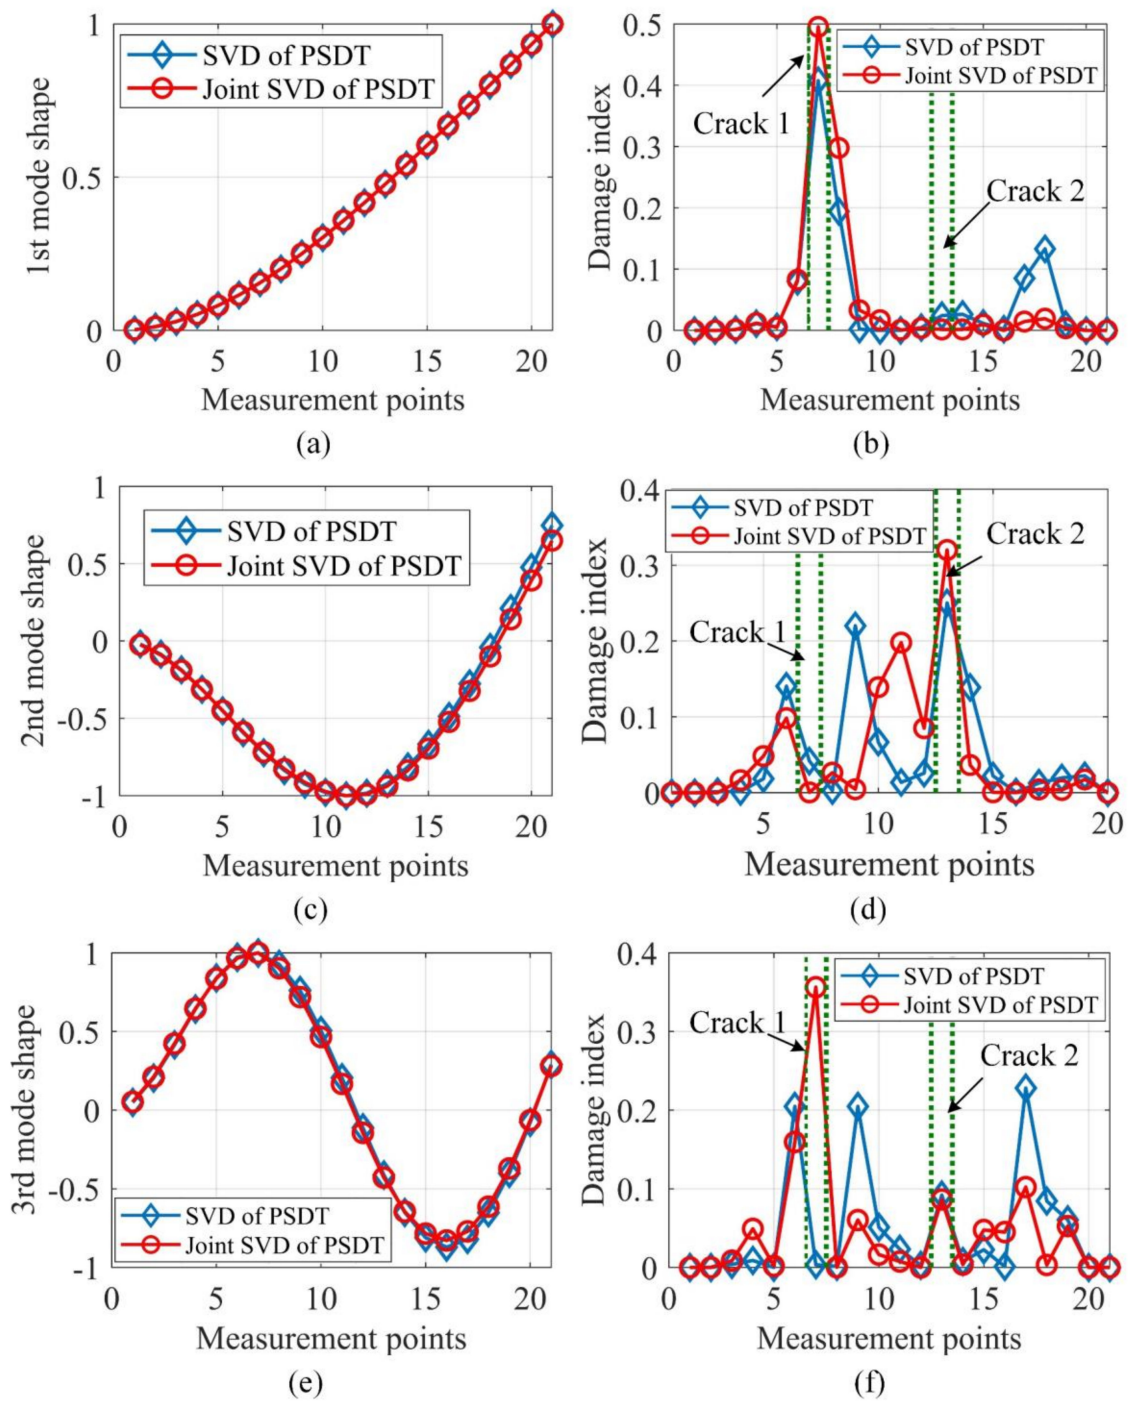 1st mode shape
1
0.5
0
SVD of PSDT
Joint SVD of PSDT
0 5 10 15 20
Measurement points
(a)
Damage index
0.5
0.4
0.3
0.2
0.1
0
SVD of PSDT
Joint SVD of PSDT
Crack 1
Crack 2
0 5 10 15 20
Measurement points
(b)
2nd mode shape
1
0.5
0
-0.5
-1
SVD of PSDT
Joint SVD of PSDT
0 5 10 15 20
Measurement points
(c)
Damage index
0.4
0.3
0.2
0.1
0
SVD of PSDT
Joint SVD of PSDT
Crack 2
Crack 1
5 10 15 20
Measurement points
(d)
3rd mode shape
1
0.5
0
-0.5
-1
SVD of PSDT
Joint SVD of PSDT
0 5 10 15 20
Measurement points
(e)
Damage index
0.4
0.3
0.2
0.1
0
SVD of PSDT
Joint SVD of PSDT
Crack 1
Crack 2
0 5 10 15 20
Measurement points
(f)